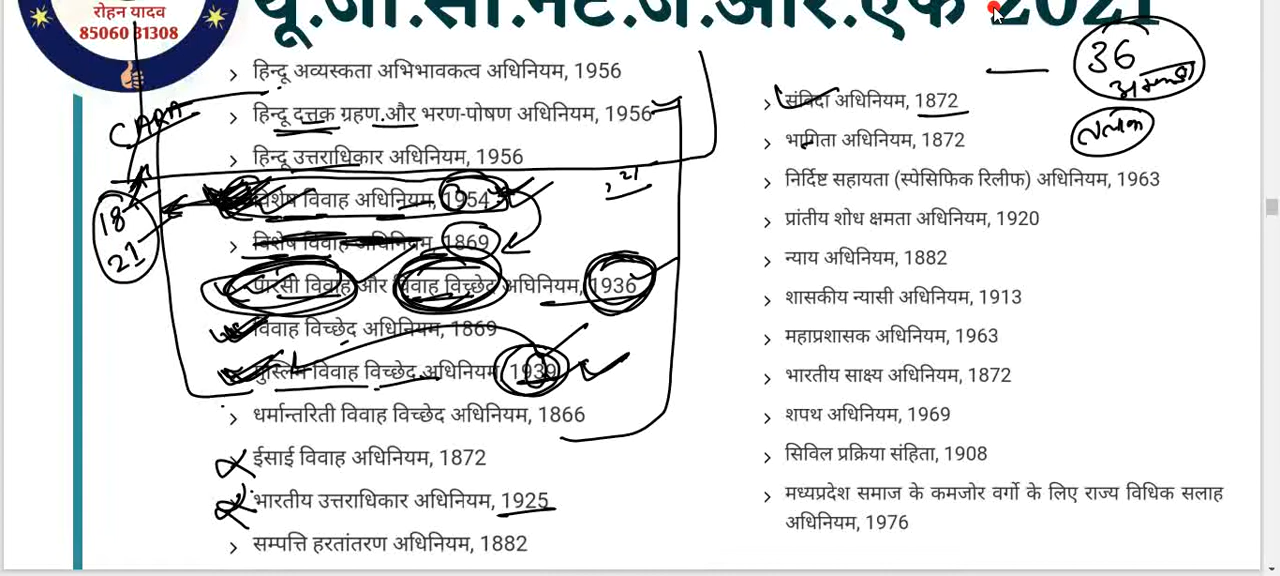 रोहन यादव
85060 31308
यू.जी.सी.नेट.जे.आर.एफ 2021
हिन्दू अव्यस्कता अभिभावकत्व अधिनियम, 1956
हिन्दू दत्तक ग्रहण.और भरण-पोषण अधिनियम, 1956
हिन्दू उत्तराधिकार अधिनियम, 1956
विशेष विवाह अधिनियम, 1954
विशेष विवाह अधिनियम, 1869
पारसी विवाह और विवाह विच्छेद अधिनियम, 1936
विवाह विच्छेद अधिनियम, 1869
मुस्लिम विवाह विच्छेद अधिनियम, 1939
धर्मान्तरिती विवाह विच्छेद अधिनियम, 1866
ईसाई विवाह अधिनियम, 1872
भारतीय उत्तराधिकार अधिनियम, 1925
सम्पत्ति हरतांतरण अधिनियम, 1882
CARA
18
21
21
36
तलाक
संविदा अधिनियम, 1872
भागिता अधिनियम, 1872
निर्दिष्ट सहायता (स्पेसिफिक रिलीफ) अधिनियम, 1963
प्रांतीय शोध क्षमता अधिनियम, 1920
न्याय अधिनियम, 1882
शासकीय न्यासी अधिनियम, 1913
महाप्रशासक अधिनियम, 1963
भारतीय साक्ष्य अधिनियम, 1872
शपथ अधिनियम, 1969
सिविल प्रक्रिया संहिता, 1908
मध्यप्रदेश समाज के कमजोर वर्गो के लिए राज्य विधिक सलाह
अधिनियम, 1976